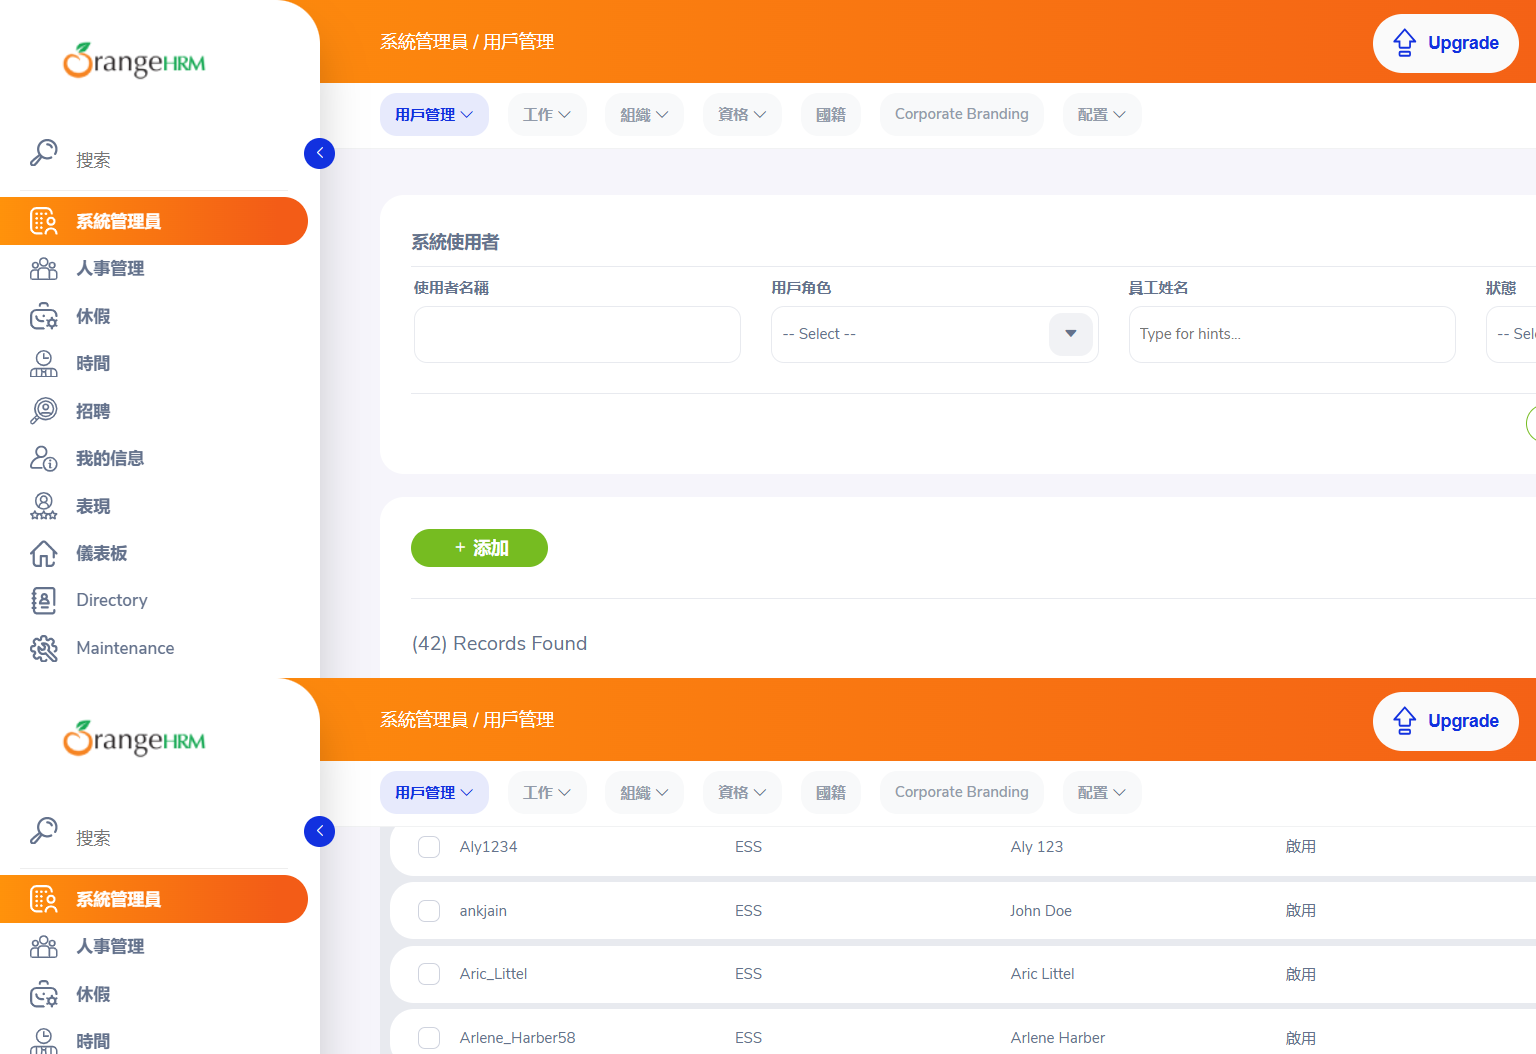 OrangeHRM
搜索
系統管理員
人事管理
休假
時間
招聘
我的信息
表現
儀表板
Directory
Maintenance
系統管理員 / 用戶管理
Upgrade
用戶管理 工作 組織 資格 國籍 Corporate Branding 配置
系統使用者
使用者名稱 用戶角色 員工姓名 狀態
-- Select -- Type for hints...
+ 添加
(42) Records Found
OrangeHRM
搜索
系統管理員
人事管理
休假
時間
系統管理員 / 用戶管理
Upgrade
用戶管理 工作 組織 資格 國籍 Corporate Branding 配置
Aly1234 ESS Aly 123 啟用
ankjain ESS John Doe 啟用
Aric_Littel ESS Aric Littel 啟用
Arlene_Harber58 ESS Arlene Harber 啟用